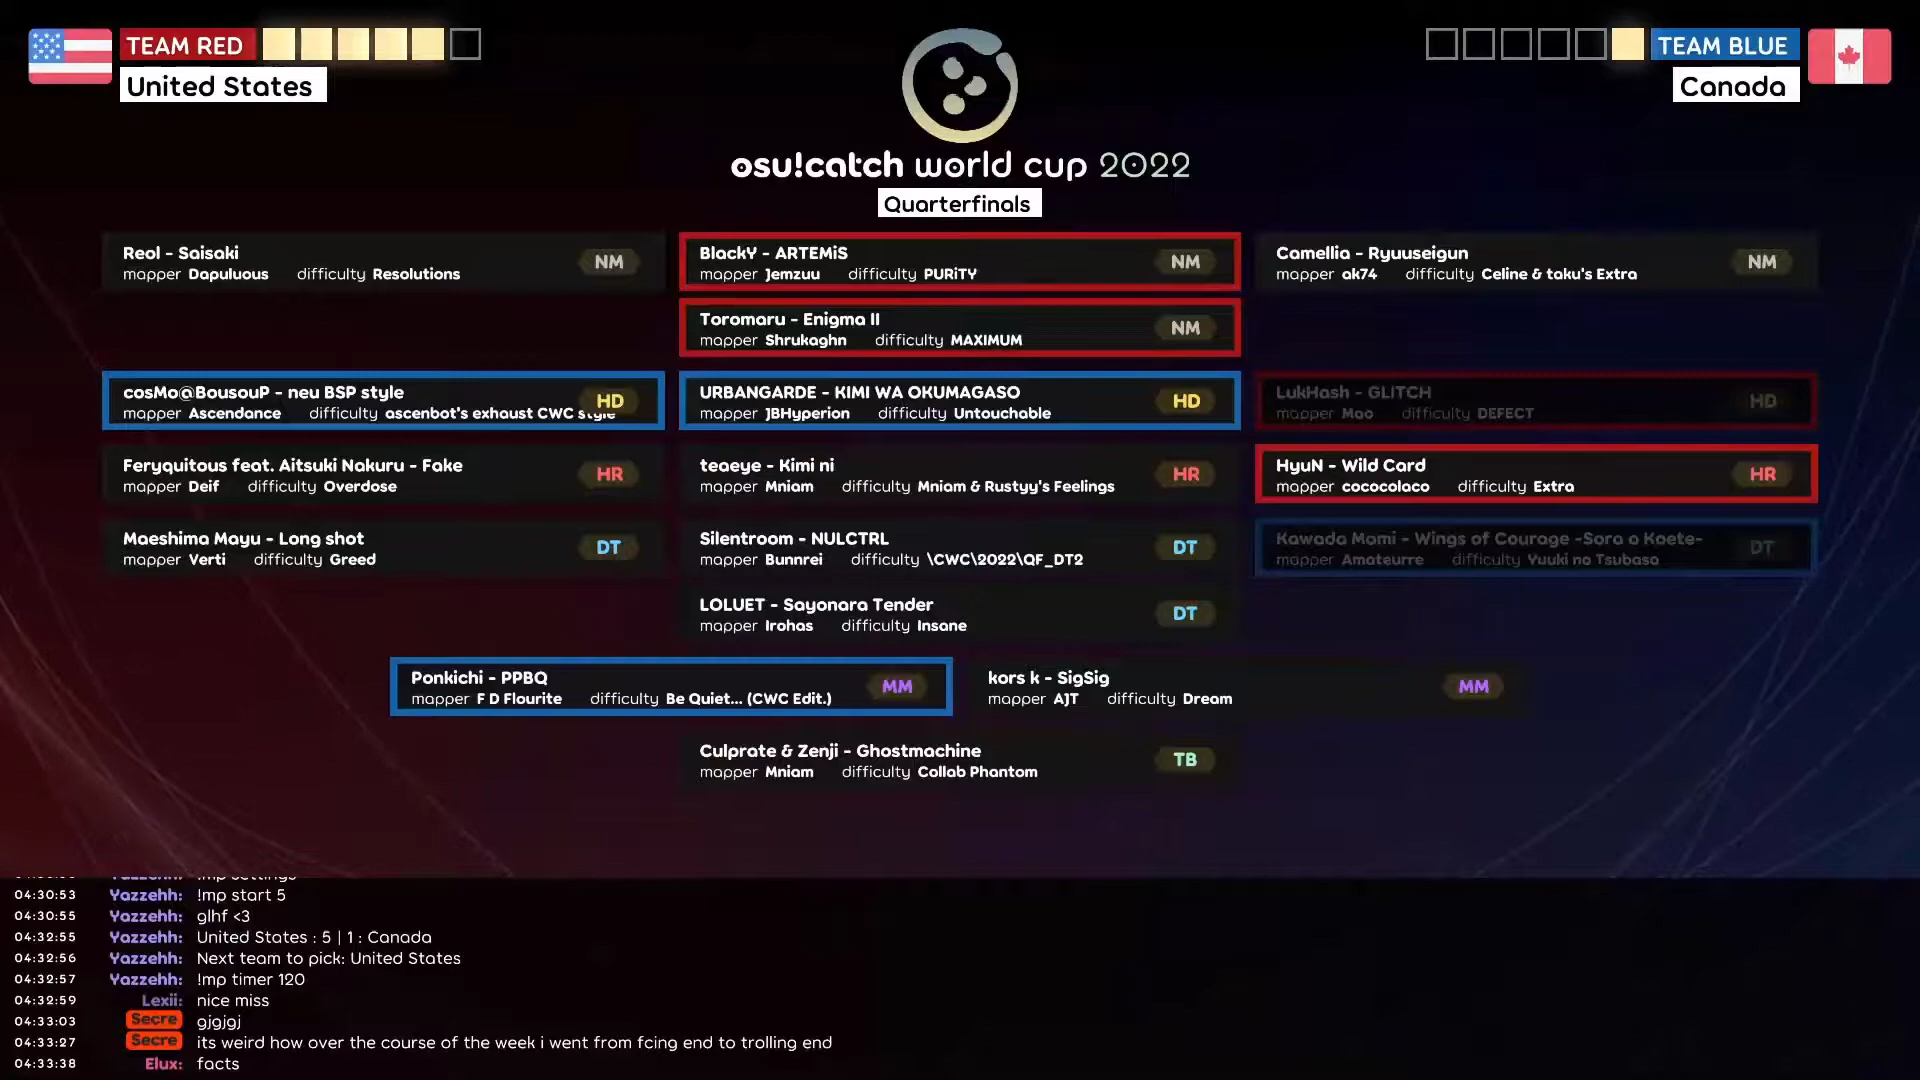 TEAM RED
United States
TEAM BLUE
Canada
osu!catch world cup 2022
Quarterfinals
Reol - Saisaki
mapper Dapuluous difficulty Resolutions
NM
BlackY - ARTEMiS
mapper Jemzuu difficulty PURiTY
NM
Camellia - Ryuuseigun
mapper ak74 difficulty Celine & taku's Extra
NM
Toromaru - Enigma II
mapper Shrukaghn difficulty MAXIMUM
NM
cosMo@BousouP - neu BSP style
mapper Ascendance difficulty ascenbot's exhaust CWC style
HD
URBANGARDE - KIMI WA OKUMAGASO
mapper JBHyperion difficulty Untouchable
HD
LukHash - GLITCH
mapper Mao difficulty DEFECT
HD
Feryquitous feat. Aitsuki Nakuru - Fake
mapper Deif difficulty Overdose
HR
teaeye - Kimi ni
mapper Mniam difficulty Mniam & Rustyy's Feelings
HR
HyuN - Wild Card
mapper cococolaco difficulty Extra
HR
Maeshima Mayu - Long shot
mapper Verti difficulty Greed
DT
Silentroom - NULCTRL
mapper Bunnrei difficulty \CWC\2022\QF_DT2
DT
Kawada Momi - Wings of Courage -Sora o Koete-
mapper Amateurre difficulty Yuuki no Tsubasa
DT
LOLUET - Sayonara Tender
mapper Irohas difficulty Insane
DT
Ponkichi - PPBQ
mapper F D Flourite difficulty Be Quiet... (CWC Edit.)
MM
kors k - SigSig
mapper AJT difficulty Dream
MM
Culprate & Zenji - Ghostmachine
mapper Mniam difficulty Collab Phantom
TB
Yazzehh: !mp settings
04:30:53 Yazzehh: !mp start 5
04:30:55 Yazzehh: glhf <3
04:32:55 Yazzehh: United States : 5 | 1 : Canada
04:32:56 Yazzehh: Next team to pick: United States
04:32:57 Yazzehh: !mp timer 120
04:32:59 Lexii: nice miss
04:33:03 Secre gjgjgj
04:33:27 Secre its weird how over the course of the week i went from fcing end to trolling end
04:33:38 Elux: facts